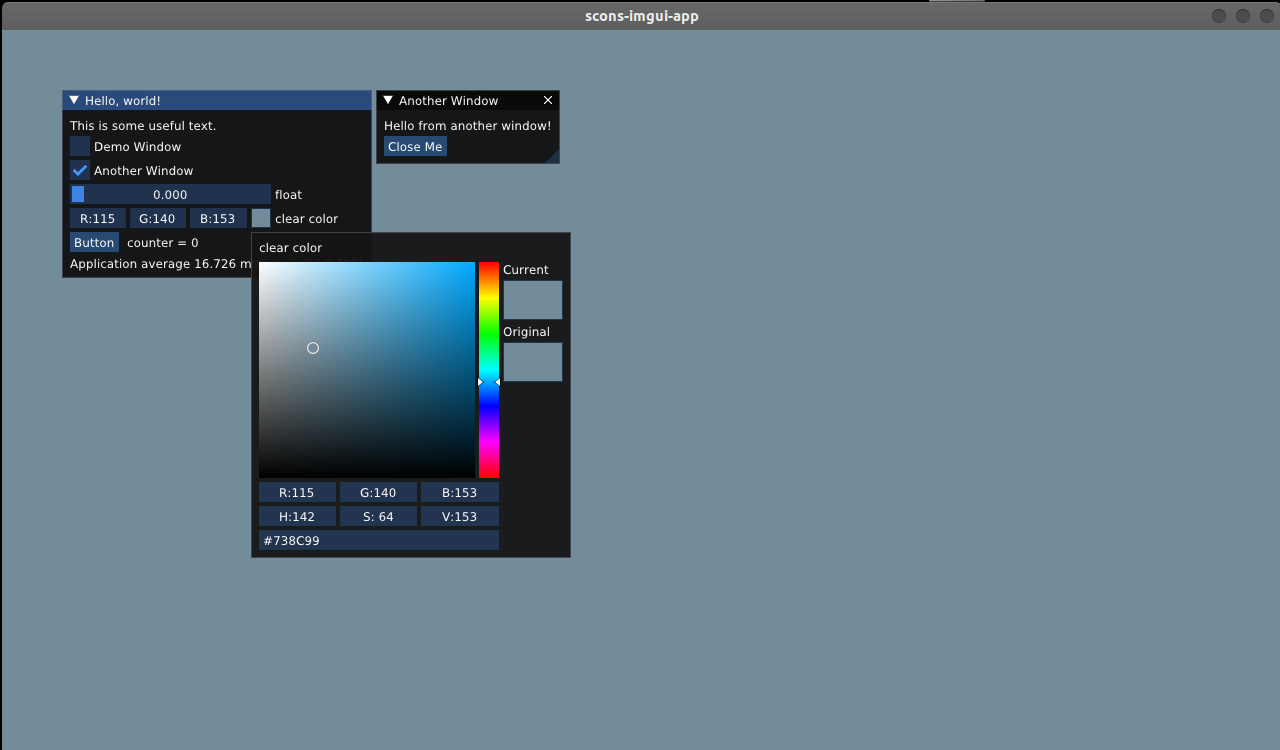 scons-imgui-app
Hello, world!
This is some useful text.
Demo Window
Another Window
0.000 float
R:115 G:140 B:153 clear color
Button counter = 0
Application average 16.726 m
Another Window
Hello from another window!
Close Me
clear color
Current
Original
R:115 G:140 B:153
H:142 S: 64 V:153
#738C99